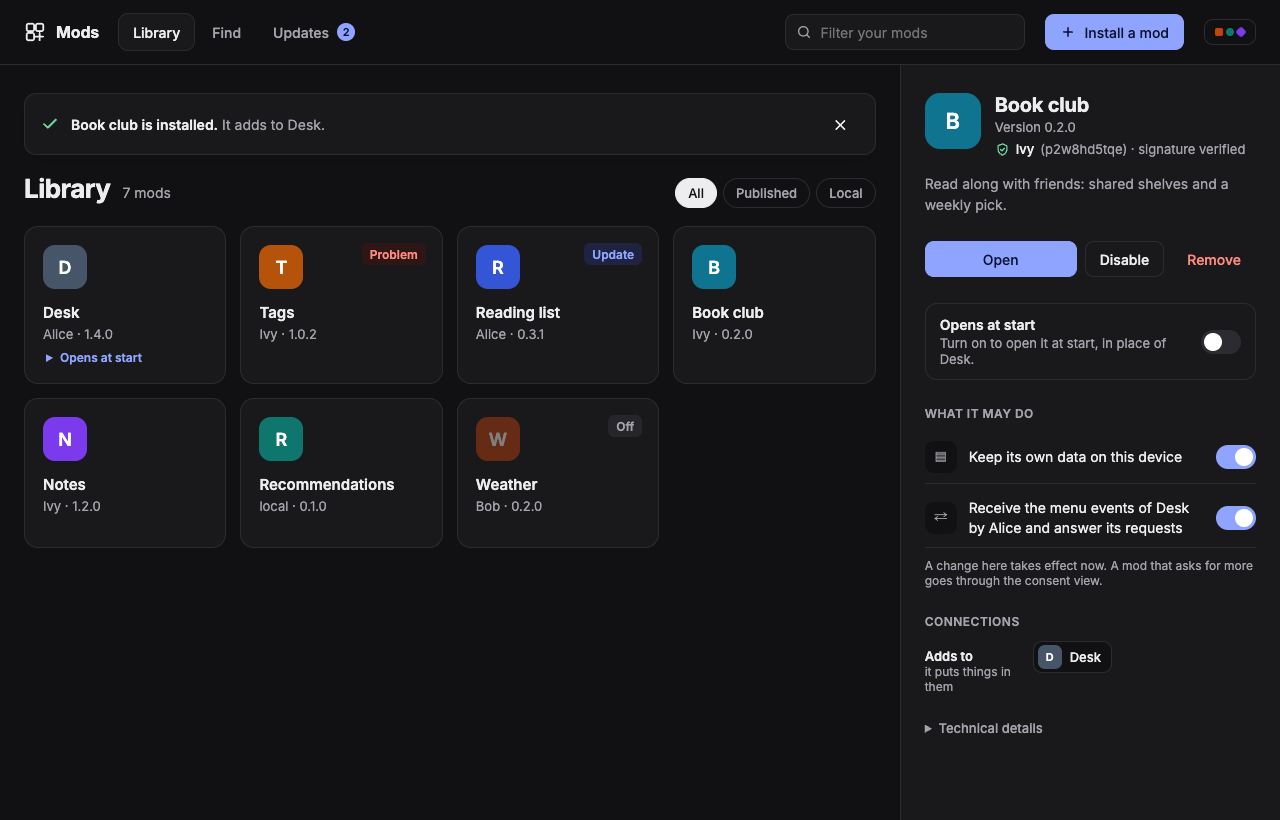 Mods
Library
Find
Updates 2
Filter your mods
Install a mod
Book club is installed. It adds to Desk.
Library 7 mods
All
Published
Local
D
Desk
Alice · 1.4.0
Opens at start
T
Problem
Tags
Ivy · 1.0.2
R
Update
Reading list
Alice · 0.3.1
B
Book club
Ivy · 0.2.0
N
Notes
Ivy · 1.2.0
R
Recommendations
local · 0.1.0
W
Off
Weather
Bob · 0.2.0
B
Book club
Version 0.2.0
Ivy (p2w8hd5tqe) · signature verified
Read along with friends: shared shelves and a
weekly pick.
Open
Disable
Remove
Opens at start
Turn on to open it at start, in place of
Desk.
WHAT IT MAY DO
Keep its own data on this device
Receive the menu events of Desk
by Alice and answer its requests
A change here takes effect now. A mod that asks for more
goes through the consent view.
CONNECTIONS
Adds to
it puts things in
them
D Desk
Technical details